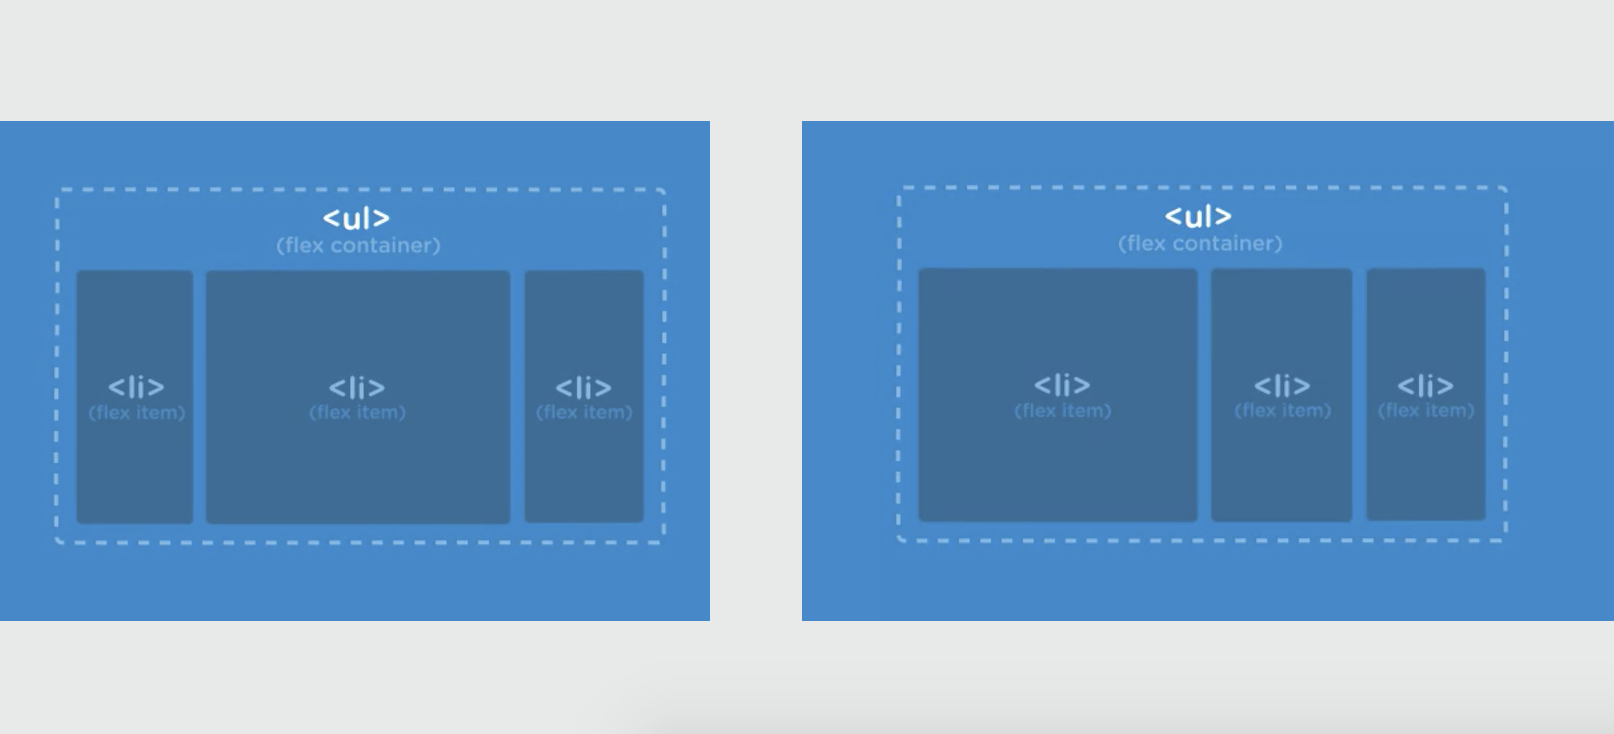 <ul>
(flex container)
<li>
(flex item)
<li>
(flex item)
<li>
(flex item)
<ul>
(flex container)
<li>
(flex item)
<li>
(flex item)
<li>
(flex item)